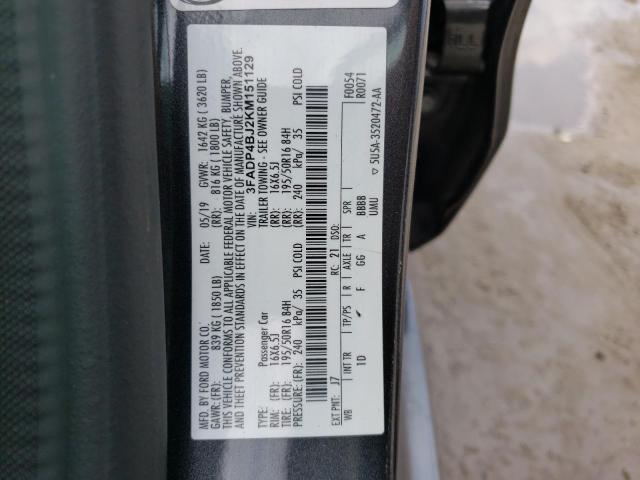 MFD. BY FORD MOTOR CO. 05/19 GVWR: 1642 KG ( 3620 LB)
GAWR: (FR): 839 KG ( 1850 LB) (RR): 816 KG ( 1800 LB)
THIS VEHICLE CONFORMS TO ALL APPLICABLE FEDERAL MOTOR VEHICLE SAFETY, BUMPER,
AND THEFT PREVENTION STANDARDS IN EFFECT ON THE DATE OF MANUFACTURE SHOWN ABOVE.
VIN: 3FADP4BJ2KM151129
TYPE: Passenger Car TRAILER TOWING - SEE OWNER GUIDE
RIM: (FR): 16X6.5J (RR): 16X6.5J
TIRE: (FR): 195/50R16 84H (RR): 195/50R16 84H
PRESSURE: (FR): 240 kPa/ 35 PSI COLD (RR): 240 kPa/ 35 PSI COLD
EXT PNT: J7 RC: 21 DSO: F0054
WB INT TR TP/PS R AXLE TR SPR R0071
1D F GG A BBBB
UMU
5U5A-3520472-AA